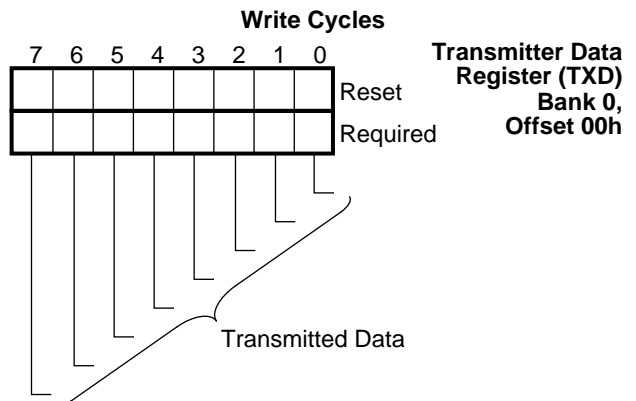 Write Cycles
7 6 5 4 3 2 1 0
Transmitter Data
Register (TXD)
Bank 0,
Offset 00h
Reset
Required
Transmitted Data